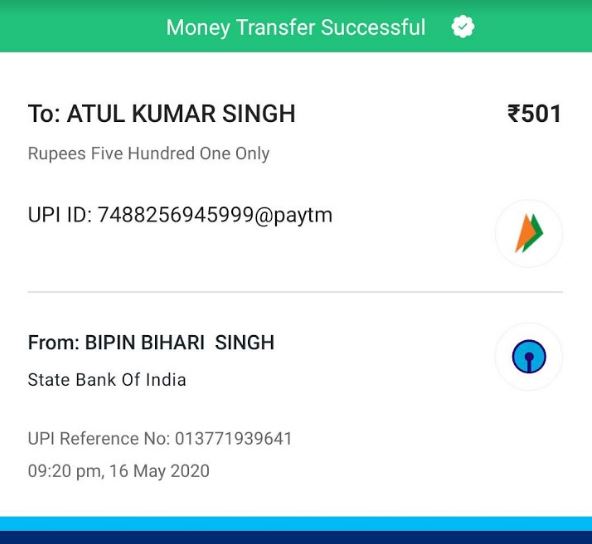 Money Transfer Successful
To: ATUL KUMAR SINGH ₹501
Rupees Five Hundred One Only
UPI ID: 7488256945999@paytm
From: BIPIN BIHARI SINGH
State Bank Of India
UPI Reference No: 013771939641
09:20 pm, 16 May 2020